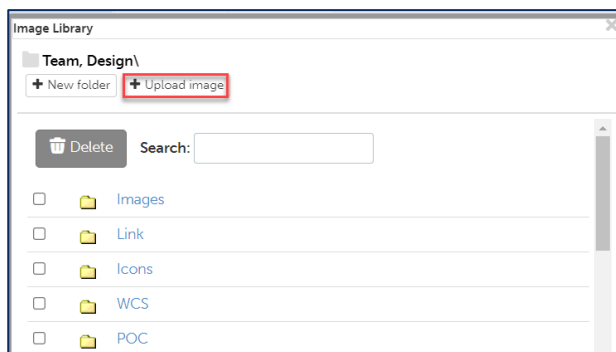 Image Library
Team, Design\
+ New folder + Upload image
Delete Search:
Images
Link
Icons
WCS
POC